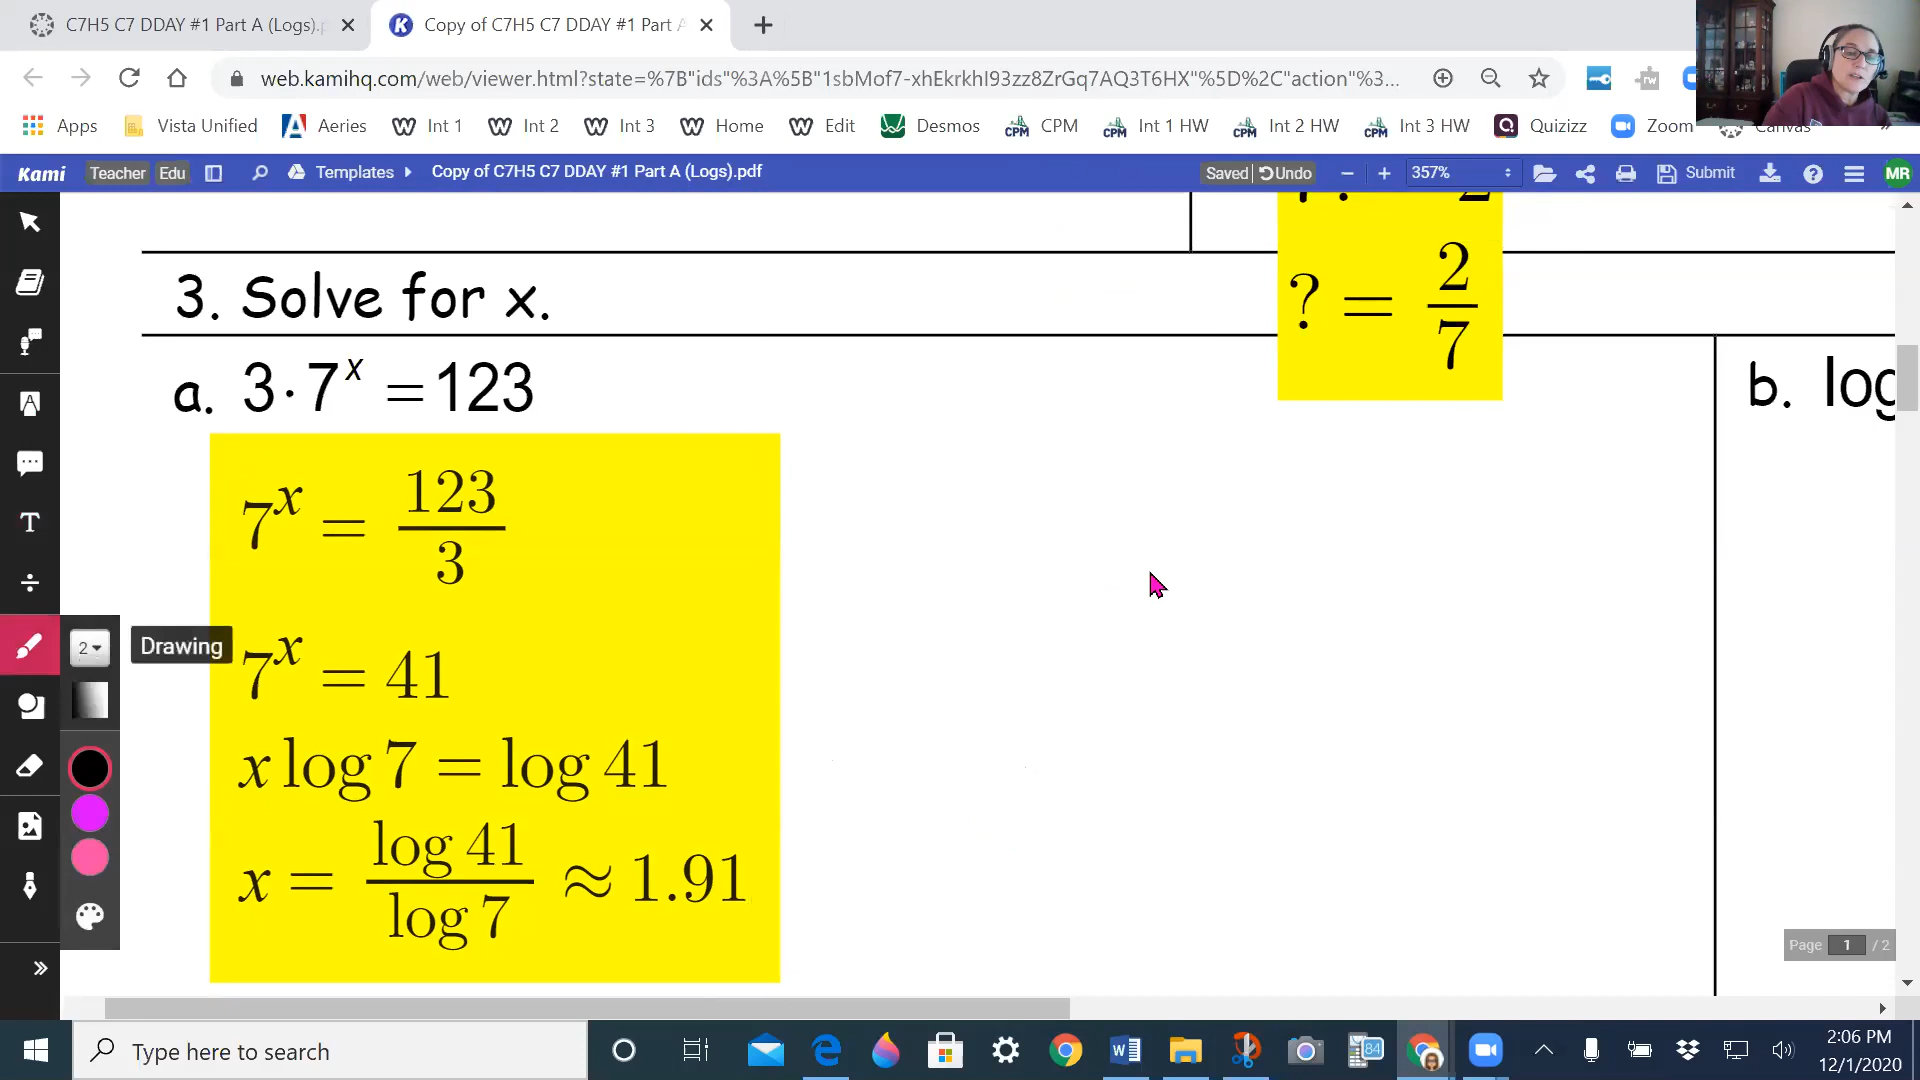 C7H5 C7 DDAY #1 Part A (Logs).p
Copy of C7H5 C7 DDAY #1 Part A
web.kamihq.com/web/viewer.html?state=%7B"ids"%3A%5B"1sbMof7-xhEkrkhI93zz8ZrGq7AQ3T6HX"%5D%2C"action"%3...
Apps Vista Unified Aeries Int 1 Int 2 Int 3 Home Edit Desmos CPM Int 1 HW Int 2 HW Int 3 HW Quizizz Zoom Canvas »
Kami Teacher Edu Templates Copy of C7H5 C7 DDAY #1 Part A (Logs).pdf Saved Undo 357% Submit MR
? = 2/7
3. Solve for x.
a. 3 · 7^x = 123
b. log
7^x = 123/3
7^x = 41
x log 7 = log 41
x = log 41 / log 7 ≈ 1.91
2
Drawing
Page 1 / 2
Type here to search
84
2:06 PM
12/1/2020